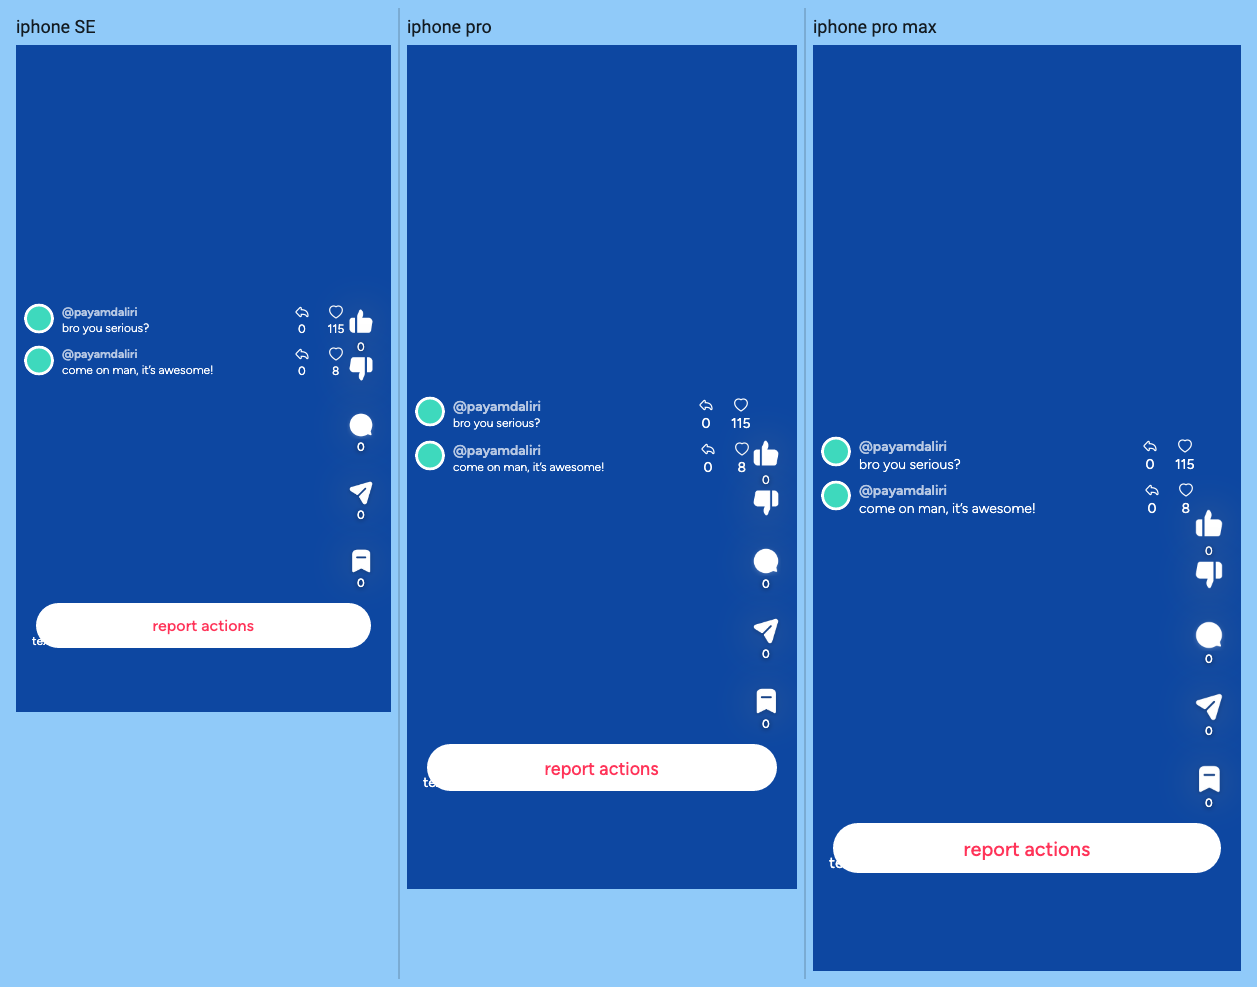 iphone SE
@payamdaliri
bro you serious?
0
115
@payamdaliri
come on man, it's awesome!
0
8
0
0
0
0
report actions
iphone pro
@payamdaliri
bro you serious?
0
115
@payamdaliri
come on man, it's awesome!
0
8
0
0
0
0
report actions
iphone pro max
@payamdaliri
bro you serious?
0
115
@payamdaliri
come on man, it's awesome!
0
8
0
0
0
0
report actions